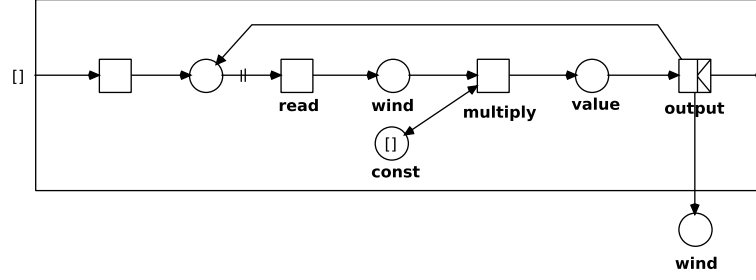 []
read
wind
multiply
value
output
[]
const
wind